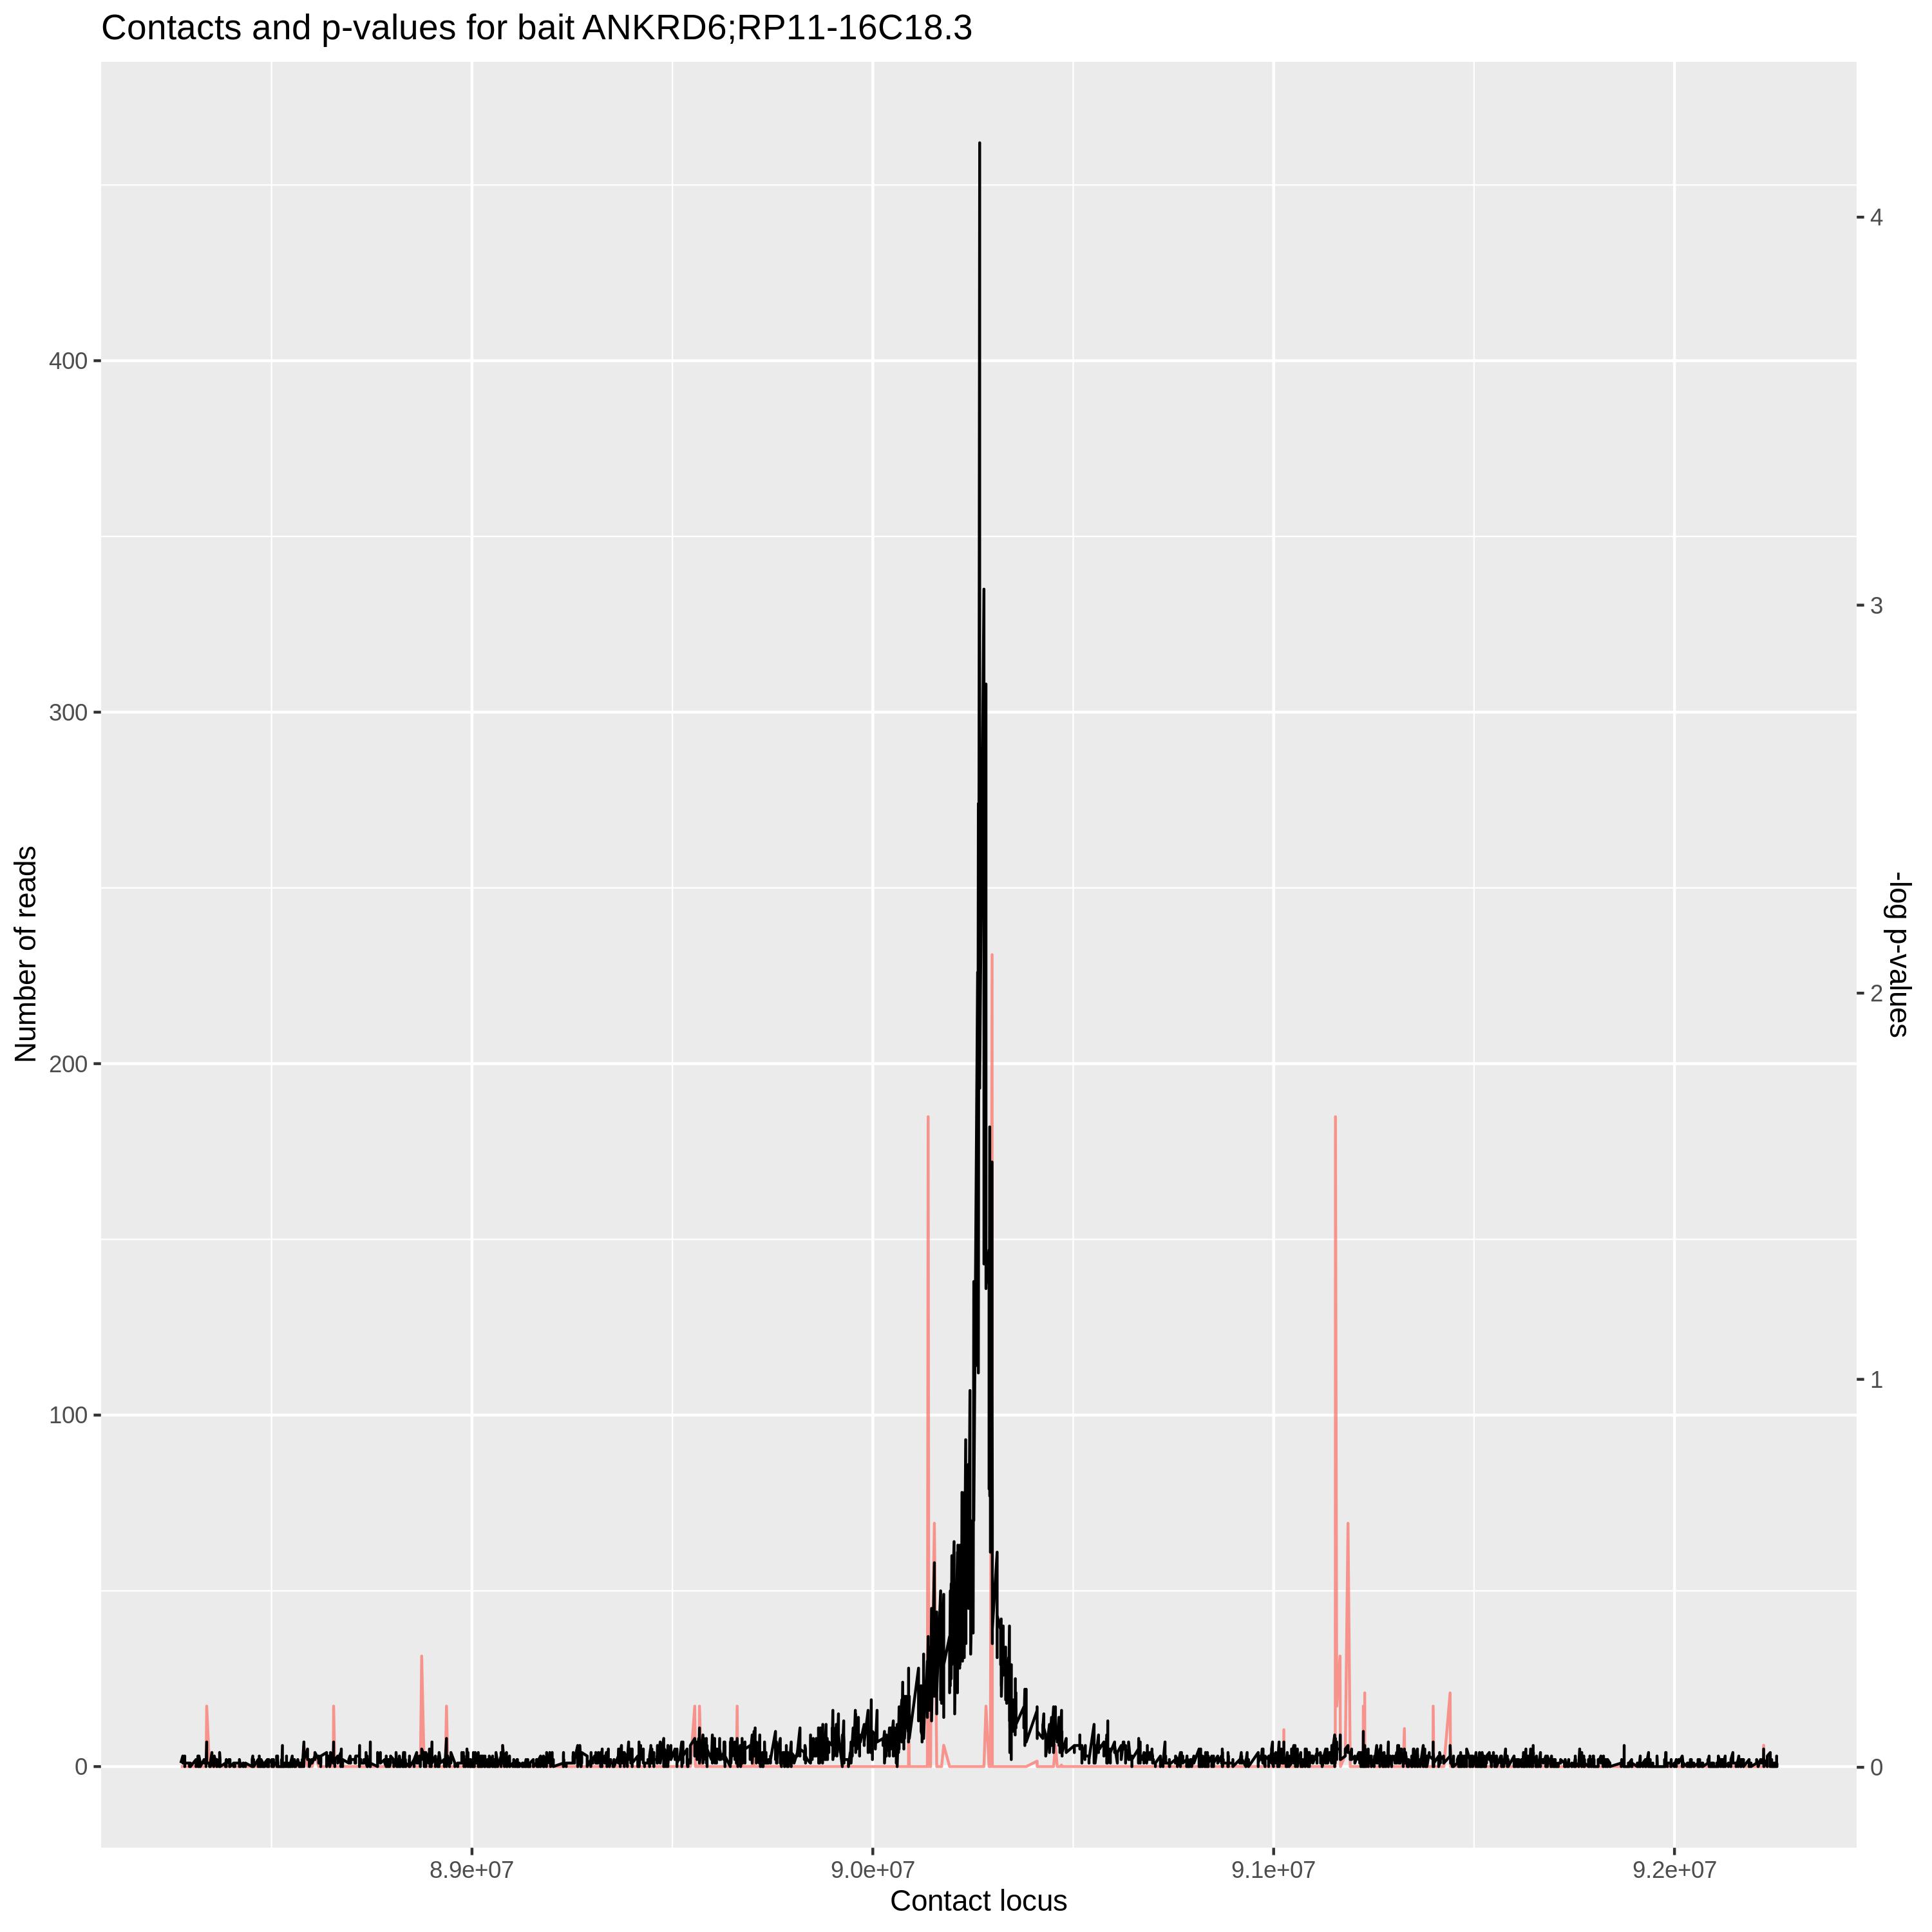 Contacts and p-values for bait ANKRD6;RP11-16C18.3
Number of reads
400
300
200
100
0
4
3
2
1
0
-log p-values
8.9e+07 9.0e+07 9.1e+07 9.2e+07
Contact locus